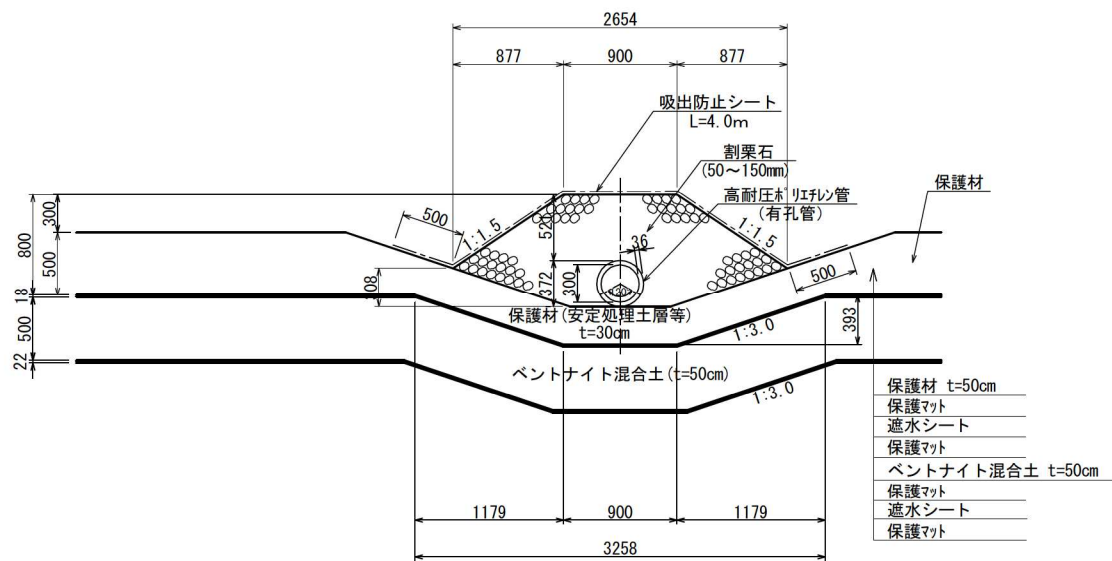 2654
877 900 877
吸出防止シート
L=4.0m
割栗石
(50~150mm)
高耐圧ポリエチレン管
(有孔管)
保護材
300
800
500
18
500
22
500
1:1.5
520
36
372
300
1:1.5
500
保護材(安定処理土層等)
t=30cm
1:3.0
393
ベントナイト混合土(t=50cm)
1:3.0
保護材 t=50cm
保護マット
遮水シート
保護マット
ベントナイト混合土 t=50cm
保護マット
遮水シート
保護マット
1179 900 1179
3258